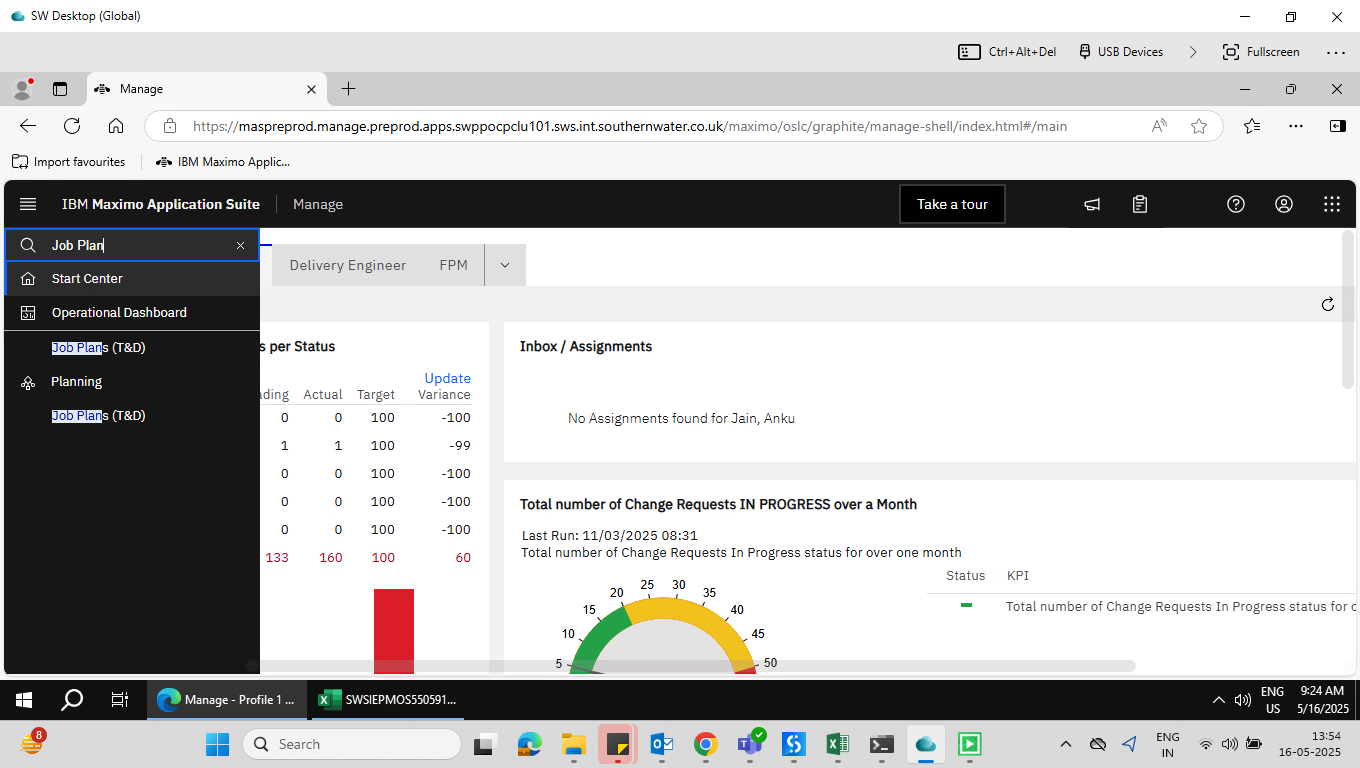 SW Desktop (Global)
Ctrl+Alt+Del USB Devices Fullscreen
Manage
https://maspreprod.manage.preprod.apps.swppocpclu101.sws.int.southernwater.co.uk/maximo/oslc/graphite/manage-shell/index.html#/main
Import favourites IBM Maximo Applic...
IBM Maximo Application Suite Manage Take a tour
Job Plan
Start Center
Operational Dashboard
Job Plans (T&D)
Planning
Job Plans (T&D)
Delivery Engineer FPM
s per Status
Update
ding Actual Target Variance
0 0 100 -100
1 1 100 -99
0 0 100 -100
0 0 100 -100
0 0 100 -100
133 160 100 60
Inbox / Assignments
No Assignments found for Jain, Anku
Total number of Change Requests IN PROGRESS over a Month
Last Run: 11/03/2025 08:31
Total number of Change Requests In Progress status for over one month
5 10 15 20 25 30 35 40 45 50
Status KPI
Total number of Change Requests In Progress status for o
Manage - Profile 1 ... SWSIEPMOS550591...
ENG
US
9:24 AM
5/16/2025
8
Search
ENG
IN
13:54
16-05-2025